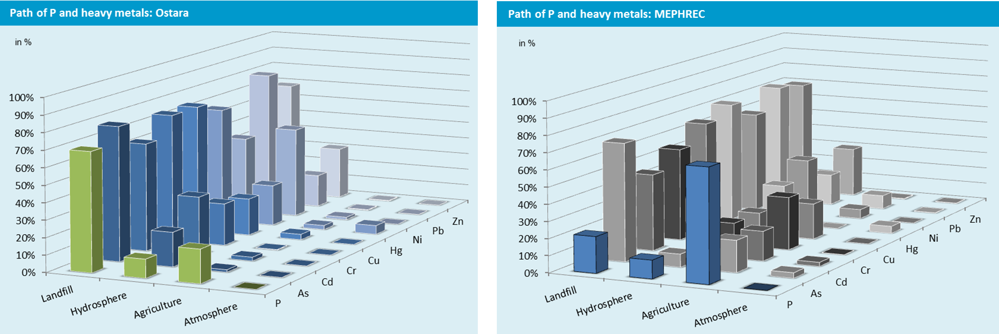 Path of P and heavy metals: Ostara
in %
100%
90%
80%
70%
60%
50%
40%
30%
20%
10%
0%
Landfill
Hydrosphere
Agriculture
Atmosphere
P
As
Cd
Cr
Cu
Hg
Ni
Pb
Zn
Path of P and heavy metals: MEPHREC
in %
100%
90%
80%
70%
60%
50%
40%
30%
20%
10%
0%
Landfill
Hydrosphere
Agriculture
Atmosphere
P
As
Cd
Cr
Cu
Hg
Ni
Pb
Zn